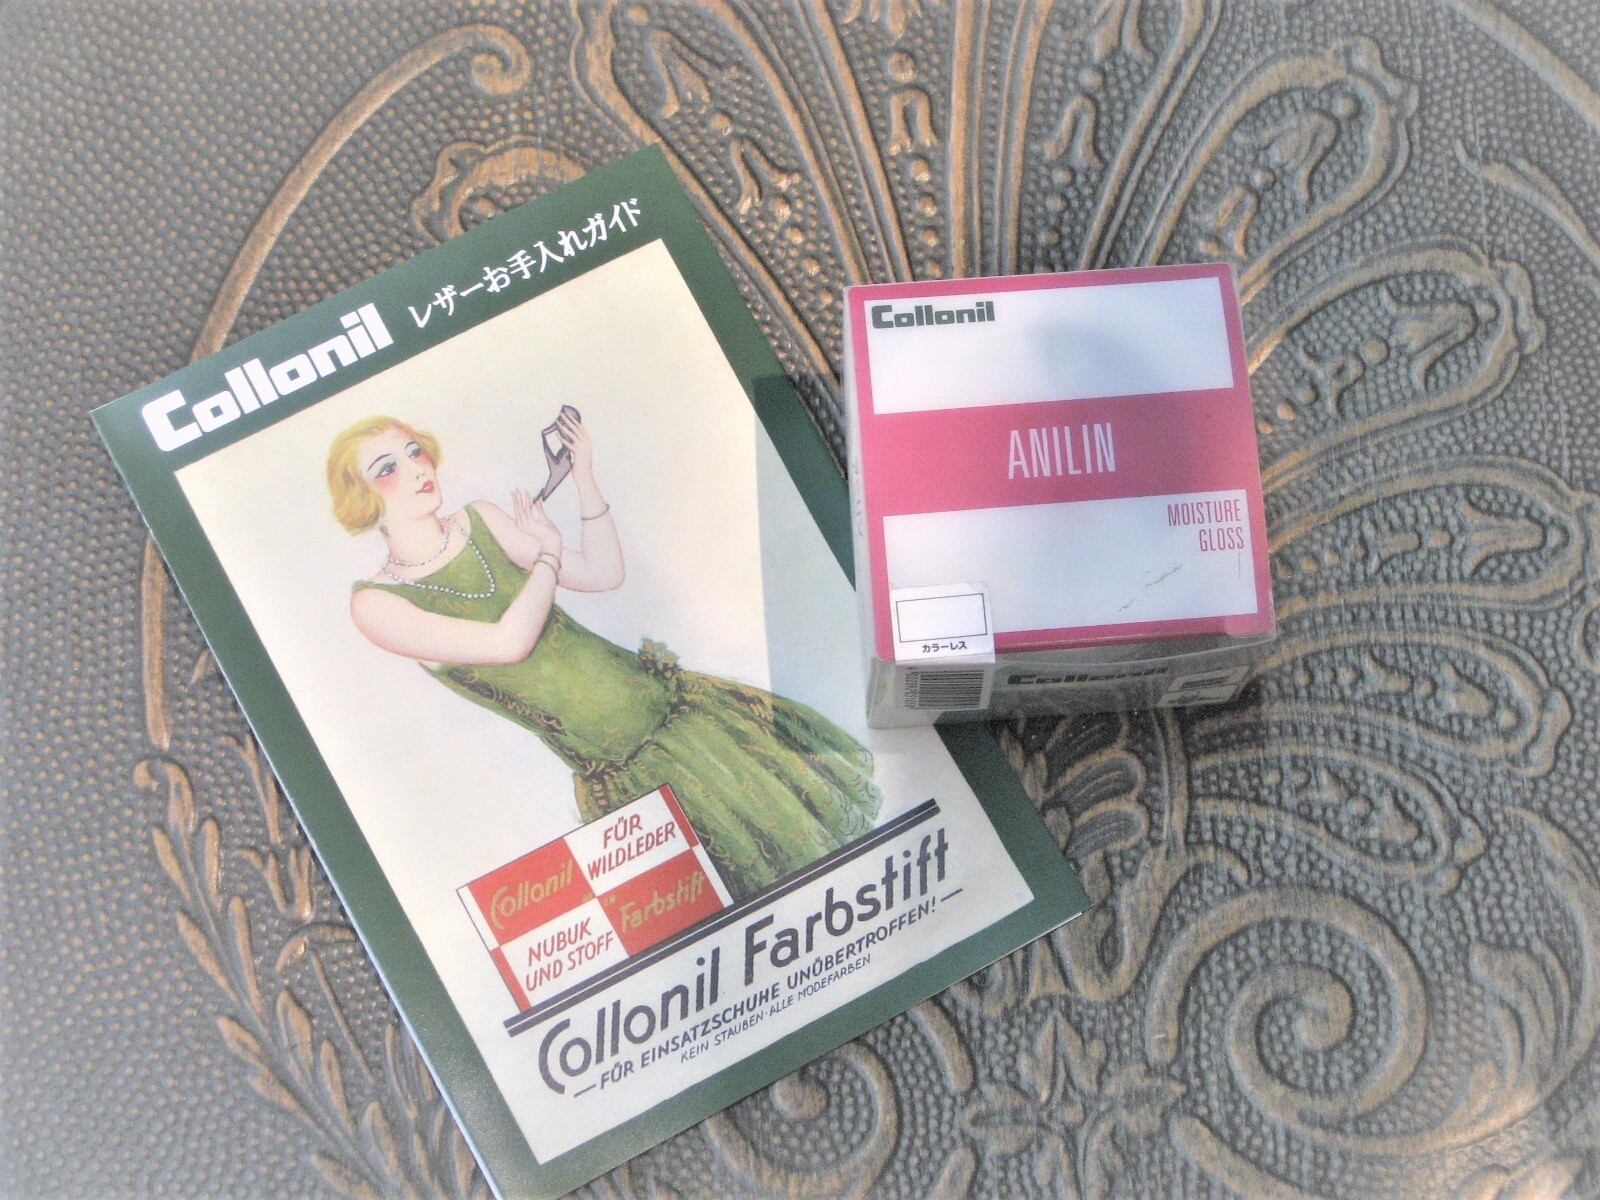 Collonil レザーお手入れガイド
Collonil
FÜR
WILDLEDER
Farbstift
NUBUK
UND STOFF
Collonil Farbstift
—FÜR EINSATZSCHUHE UNÜBERTROFFEN!—
KEIN STAUBEN·ALLE MODEFARBEN
Collonil
ANILIN
MOISTURE
GLOSS
カラーレス
Collonil